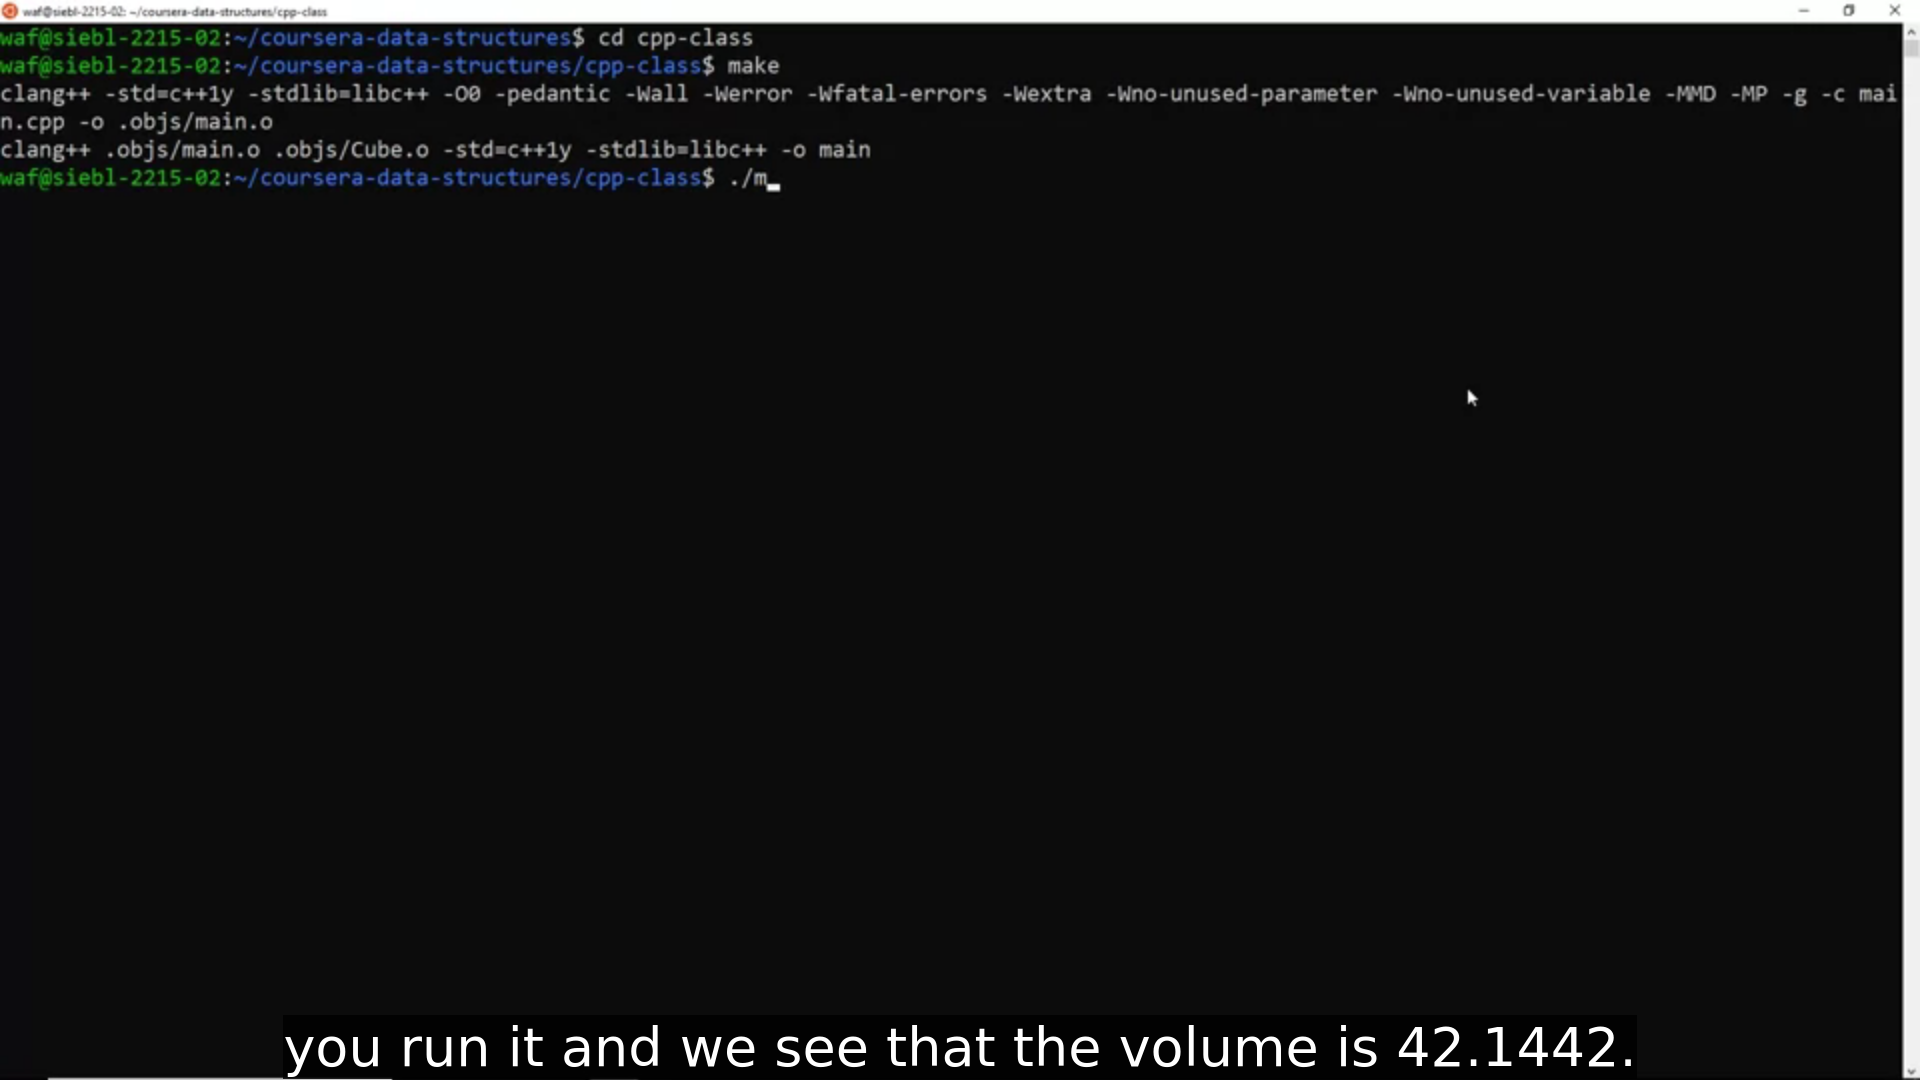 waf@siebl-2215-02: ~/coursera-data-structures/cpp-class
waf@siebl-2215-02:~/coursera-data-structures$ cd cpp-class
waf@siebl-2215-02:~/coursera-data-structures/cpp-class$ make
clang++ -std=c++1y -stdlib=libc++ -O0 -pedantic -Wall -Werror -Wfatal-errors -Wextra -Wno-unused-parameter -Wno-unused-variable -MMD -MP -g -c mai
n.cpp -o .objs/main.o
clang++ .objs/main.o .objs/Cube.o -std=c++1y -stdlib=libc++ -o main
waf@siebl-2215-02:~/coursera-data-structures/cpp-class$ ./m
you run it and we see that the volume is 42.1442.